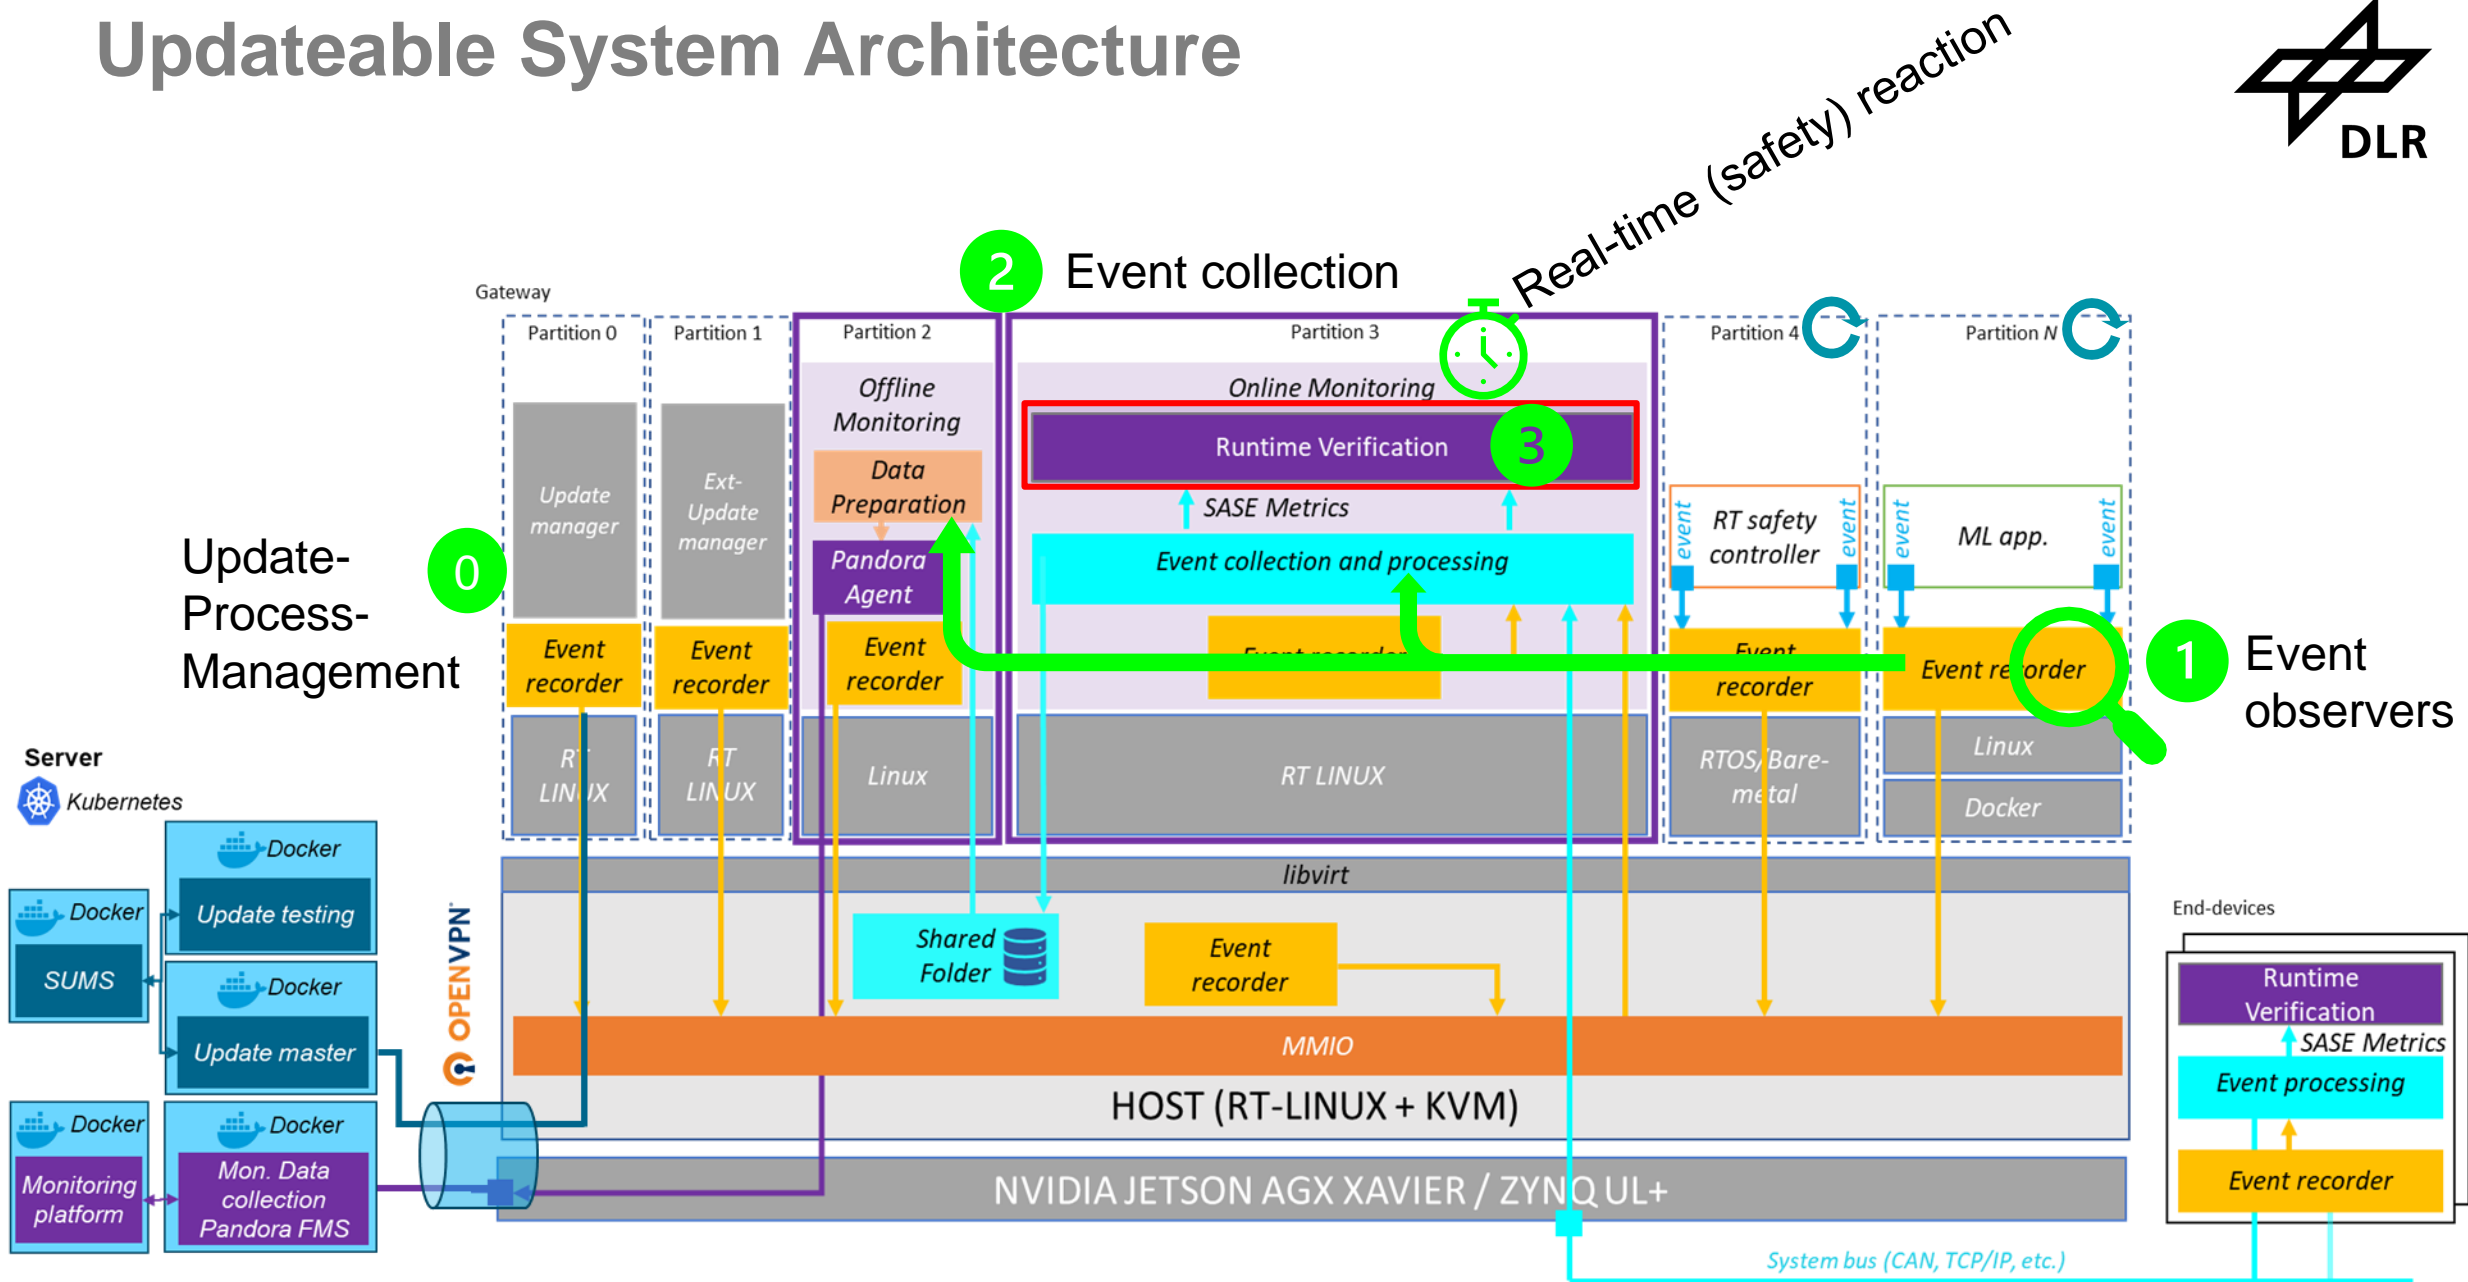 Updateable System Architecture
DLR
Real-time (safety) reaction
2
Event collection
Gateway
Partition 0
Partition 1
Partition 2
Partition 3
Partition 4
Partition N
Offline
Monitoring
Online Monitoring
Runtime Verification
3
Data
Preparation
SASE Metrics
Update
manager
Ext-
Update
manager
Pandora
Agent
Event collection and processing
event
RT safety
controller
event
event
ML app.
event
Update-
Process-
Management
0
Event
recorder
Event
recorder
Event
recorder
Event recorder
Event
recorder
Event recorder
1
Event
observers
RT
LINUX
RT
LINUX
Linux
RT LINUX
RTOS/Bare-
metal
Linux
Docker
Server
Kubernetes
Docker
Update testing
Docker
SUMS
Docker
Update master
Docker
Monitoring
platform
Docker
Mon. Data
collection
Pandora FMS
OPENVPN
libvirt
Shared
Folder
Event
recorder
MMIO
HOST (RT-LINUX + KVM)
NVIDIA JETSON AGX XAVIER / ZYNQ UL+
End-devices
Runtime
Verification
SASE Metrics
Event processing
Event recorder
System bus (CAN, TCP/IP, etc.)